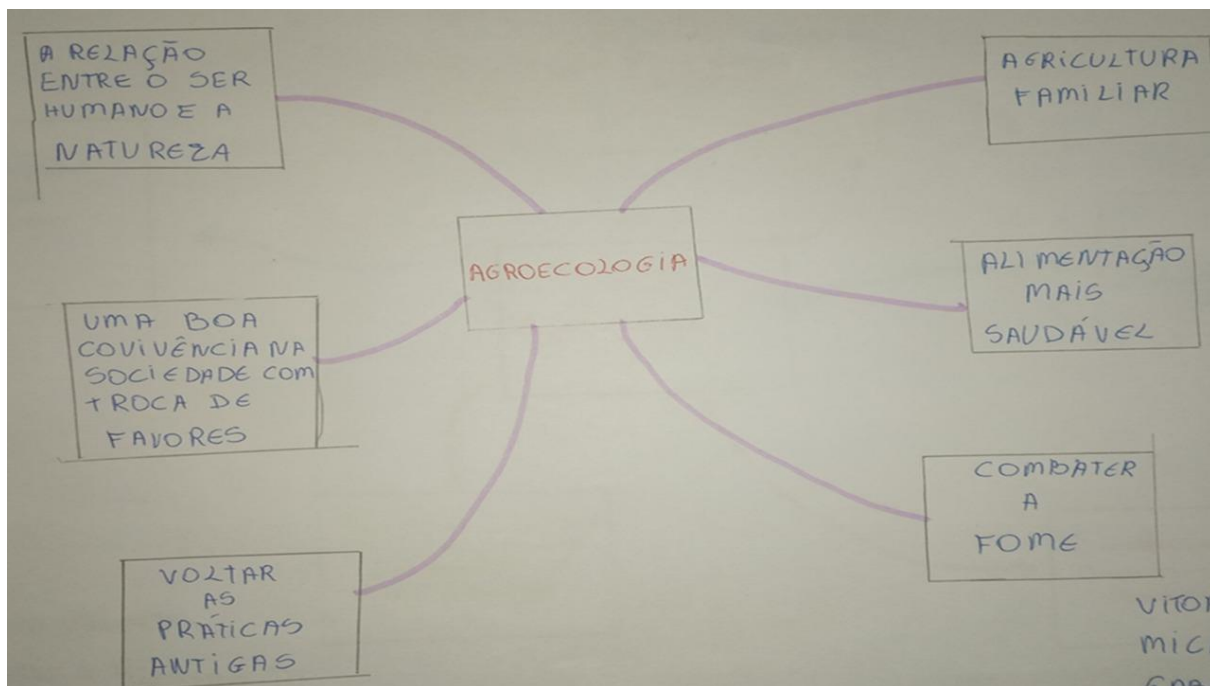 A RELAÇÃO
ENTRE O SER
HUMANO E A
NATUREZA
AGRICULTURA
FAMILIAR
AGROECOLOGIA
ALIMENTAÇÃO
MAIS
SAUDÁVEL
UMA BOA
COVIVÊNCIA NA
SOCIEDADE COM
TROCA DE
FAVORES
COMBATER
A
FOME
VOLTAR
AS
PRÁTICAS
ANTIGAS